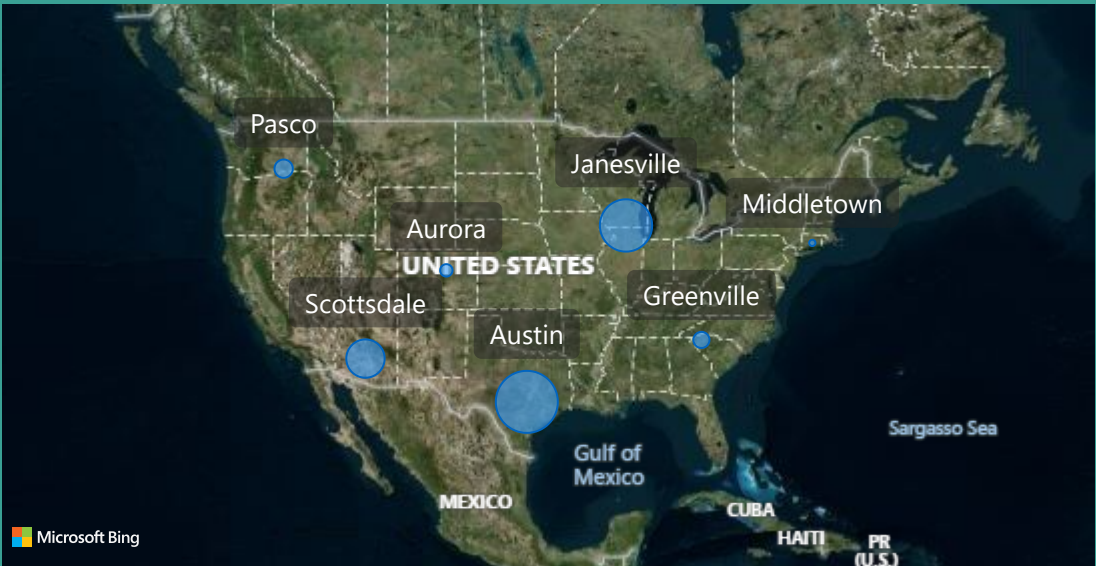 Pasco
Janesville
Middletown
Aurora
UNITED STATES
Scottsdale
Greenville
Austin
Sargasso Sea
Gulf of
Mexico
MEXICO
CUBA
HAITI
PR
(U.S.)
Microsoft Bing